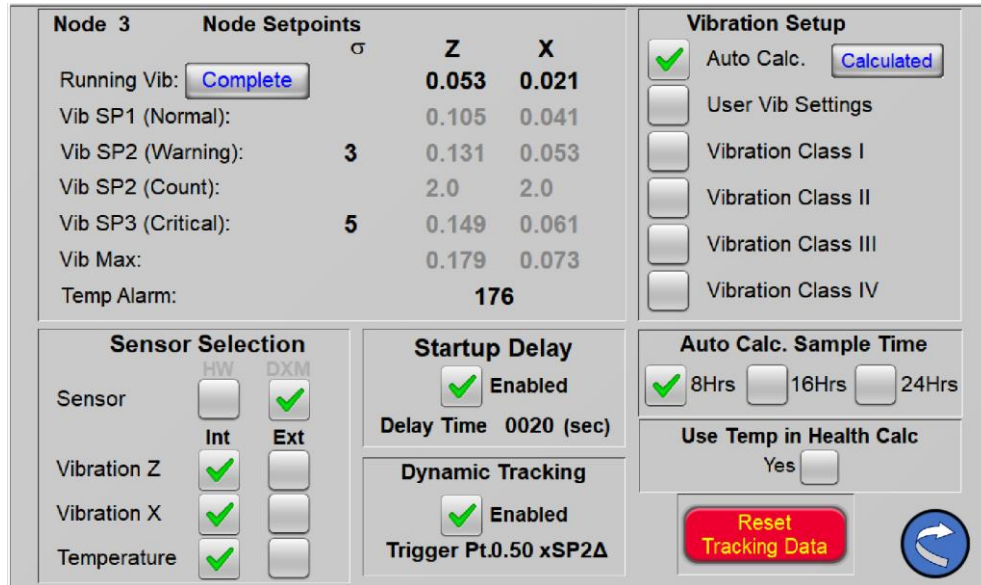 Node 3 Node Setpoints
σ Z X
Running Vib: Complete 0.053 0.021
Vib SP1 (Normal): 0.105 0.041
Vib SP2 (Warning): 3 0.131 0.053
Vib SP2 (Count): 2.0 2.0
Vib SP3 (Critical): 5 0.149 0.061
Vib Max: 0.179 0.073
Temp Alarm: 176
Vibration Setup
Auto Calc. Calculated
User Vib Settings
Vibration Class I
Vibration Class II
Vibration Class III
Vibration Class IV
Sensor Selection
HW DXM
Sensor
Int Ext
Vibration Z
Vibration X
Temperature
Startup Delay
Enabled
Delay Time 0020 (sec)
Dynamic Tracking
Enabled
Trigger Pt.0.50 xSP2Δ
Auto Calc. Sample Time
8Hrs 16Hrs 24Hrs
Use Temp in Health Calc
Yes
Reset
Tracking Data